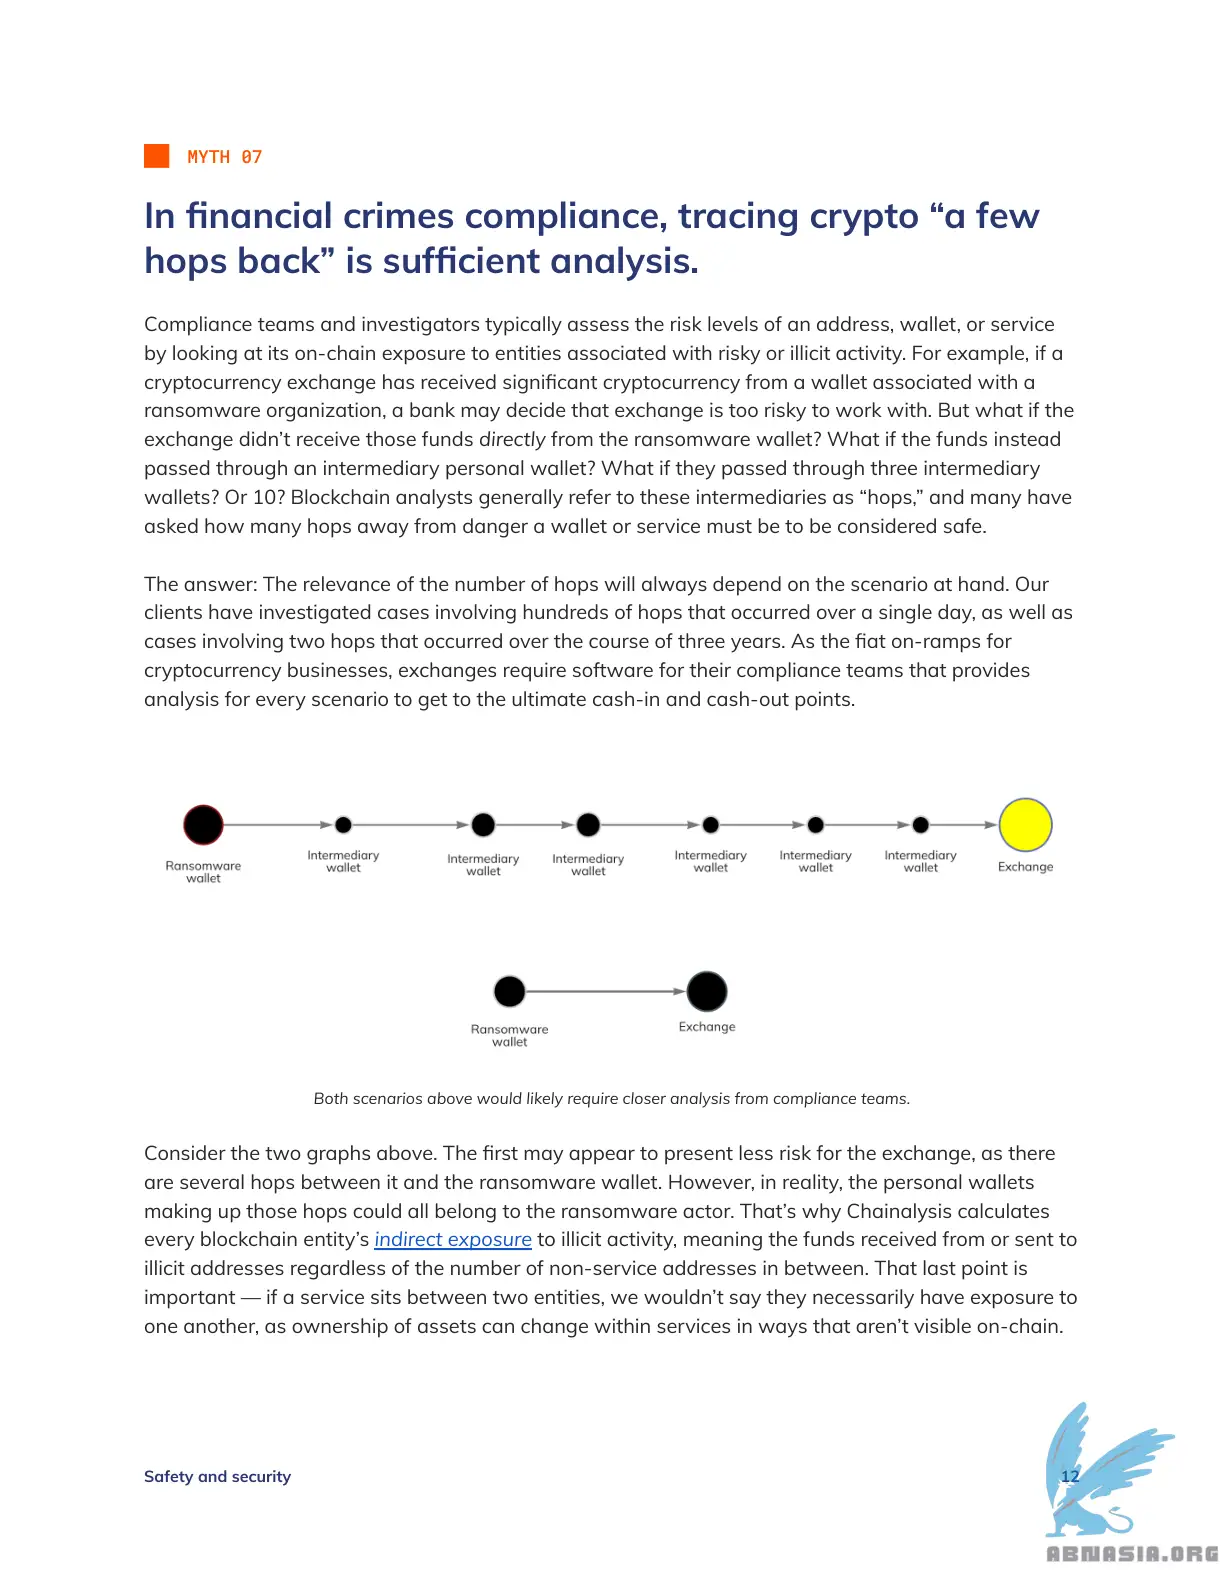 MYTH 07
In financial crimes compliance, tracing crypto “a few
hops back” is sufficient analysis.
Compliance teams and investigators typically assess the risk levels of an address, wallet, or service
by looking at its on-chain exposure to entities associated with risky or illicit activity. For example, if a
cryptocurrency exchange has received significant cryptocurrency from a wallet associated with a
ransomware organization, a bank may decide that exchange is too risky to work with. But what if the
exchange didn’t receive those funds directly from the ransomware wallet? What if the funds instead
passed through an intermediary personal wallet? What if they passed through three intermediary
wallets? Or 10? Blockchain analysts generally refer to these intermediaries as “hops,” and many have
asked how many hops away from danger a wallet or service must be to be considered safe.
The answer: The relevance of the number of hops will always depend on the scenario at hand. Our
clients have investigated cases involving hundreds of hops that occurred over a single day, as well as
cases involving two hops that occurred over the course of three years. As the fiat on-ramps for
cryptocurrency businesses, exchanges require software for their compliance teams that provides
analysis for every scenario to get to the ultimate cash-in and cash-out points.
Ransomware
wallet
Intermediary
wallet
Intermediary
wallet
Intermediary
wallet
Intermediary
wallet
Intermediary
wallet
Intermediary
wallet
Exchange
Ransomware
wallet
Exchange
Both scenarios above would likely require closer analysis from compliance teams.
Consider the two graphs above. The first may appear to present less risk for the exchange, as there
are several hops between it and the ransomware wallet. However, in reality, the personal wallets
making up those hops could all belong to the ransomware actor. That’s why Chainalysis calculates
every blockchain entity’s indirect exposure to illicit activity, meaning the funds received from or sent to
illicit addresses regardless of the number of non-service addresses in between. That last point is
important — if a service sits between two entities, we wouldn’t say they necessarily have exposure to
one another, as ownership of assets can change within services in ways that aren’t visible on-chain.
Safety and security
12
ABNASIA.ORG